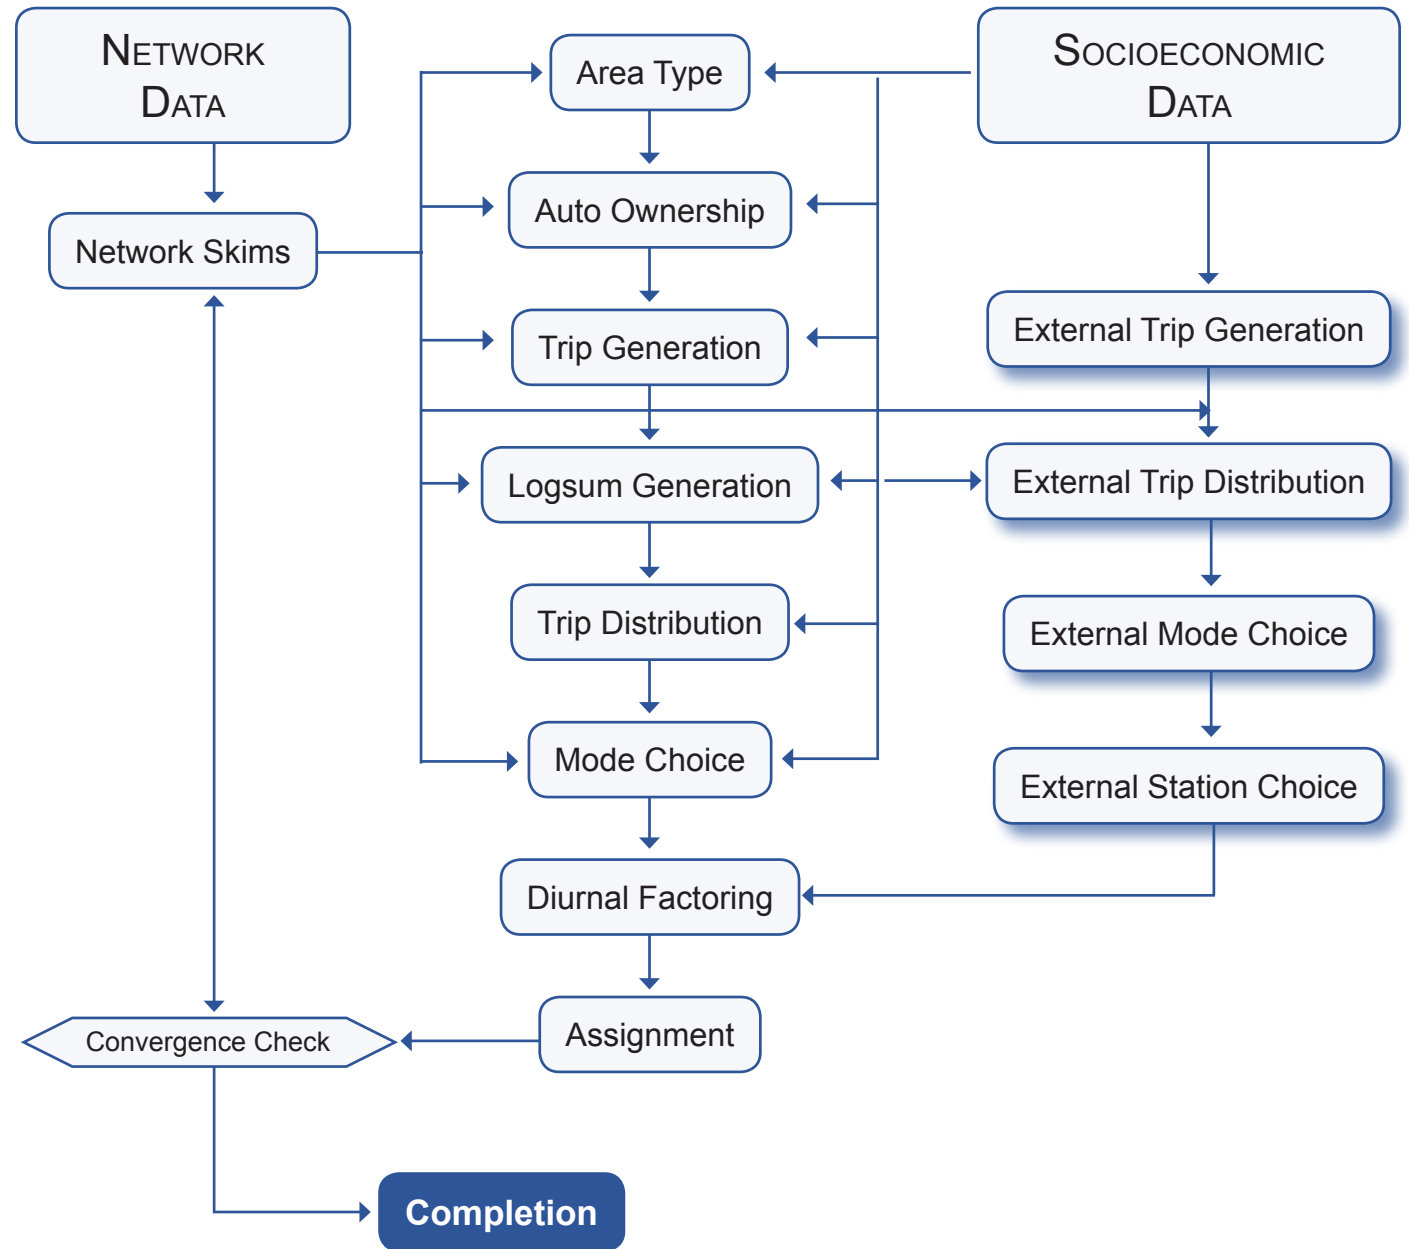 NETWORK
DATA
SOCIOECONOMIC
DATA
Area Type
Auto Ownership
Network Skims
Trip Generation
External Trip Generation
Logsum Generation
External Trip Distribution
Trip Distribution
External Mode Choice
Mode Choice
External Station Choice
Diurnal Factoring
Assignment
Convergence Check
Completion